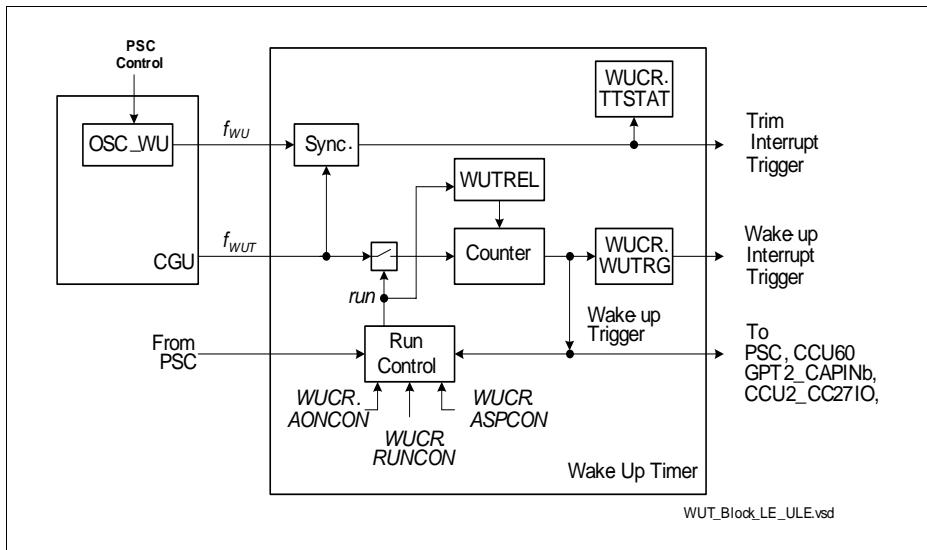 PSC
Control
OSC_WU
CGU
fWU
fWUT
Sync.
WUCR.
TTSTAT
Trim
Interrupt
Trigger
WUTREL
Counter
WUCR.
WUTRG
Wake-up
Interrupt
Trigger
run
Wake-up
Trigger
From
PSC
Run
Control
To
PSC, CCU60
GPT2_CAPINb,
CCU2_CC27IO,
WUCR.
AONCON
WUCR.
RUNCON
WUCR.
ASPCON
Wake Up Timer
WUT_Block_LE_ULE.vsd